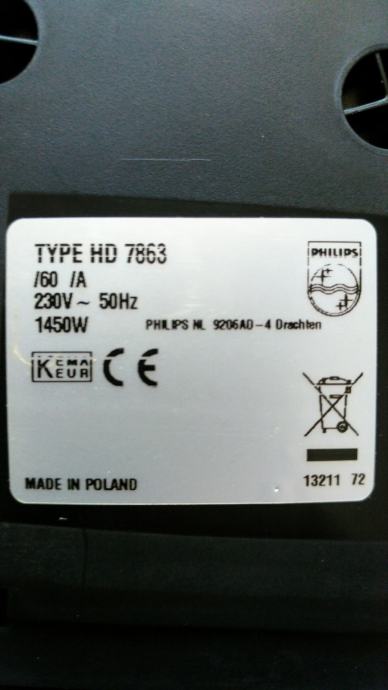 TYPE HD 7863
/60 /A
230V ~ 50Hz
1450W
PHILIPS NL 9206AD-4 Drachten
PHILIPS
KEMA
KEUR
CE
MADE IN POLAND
13211 72